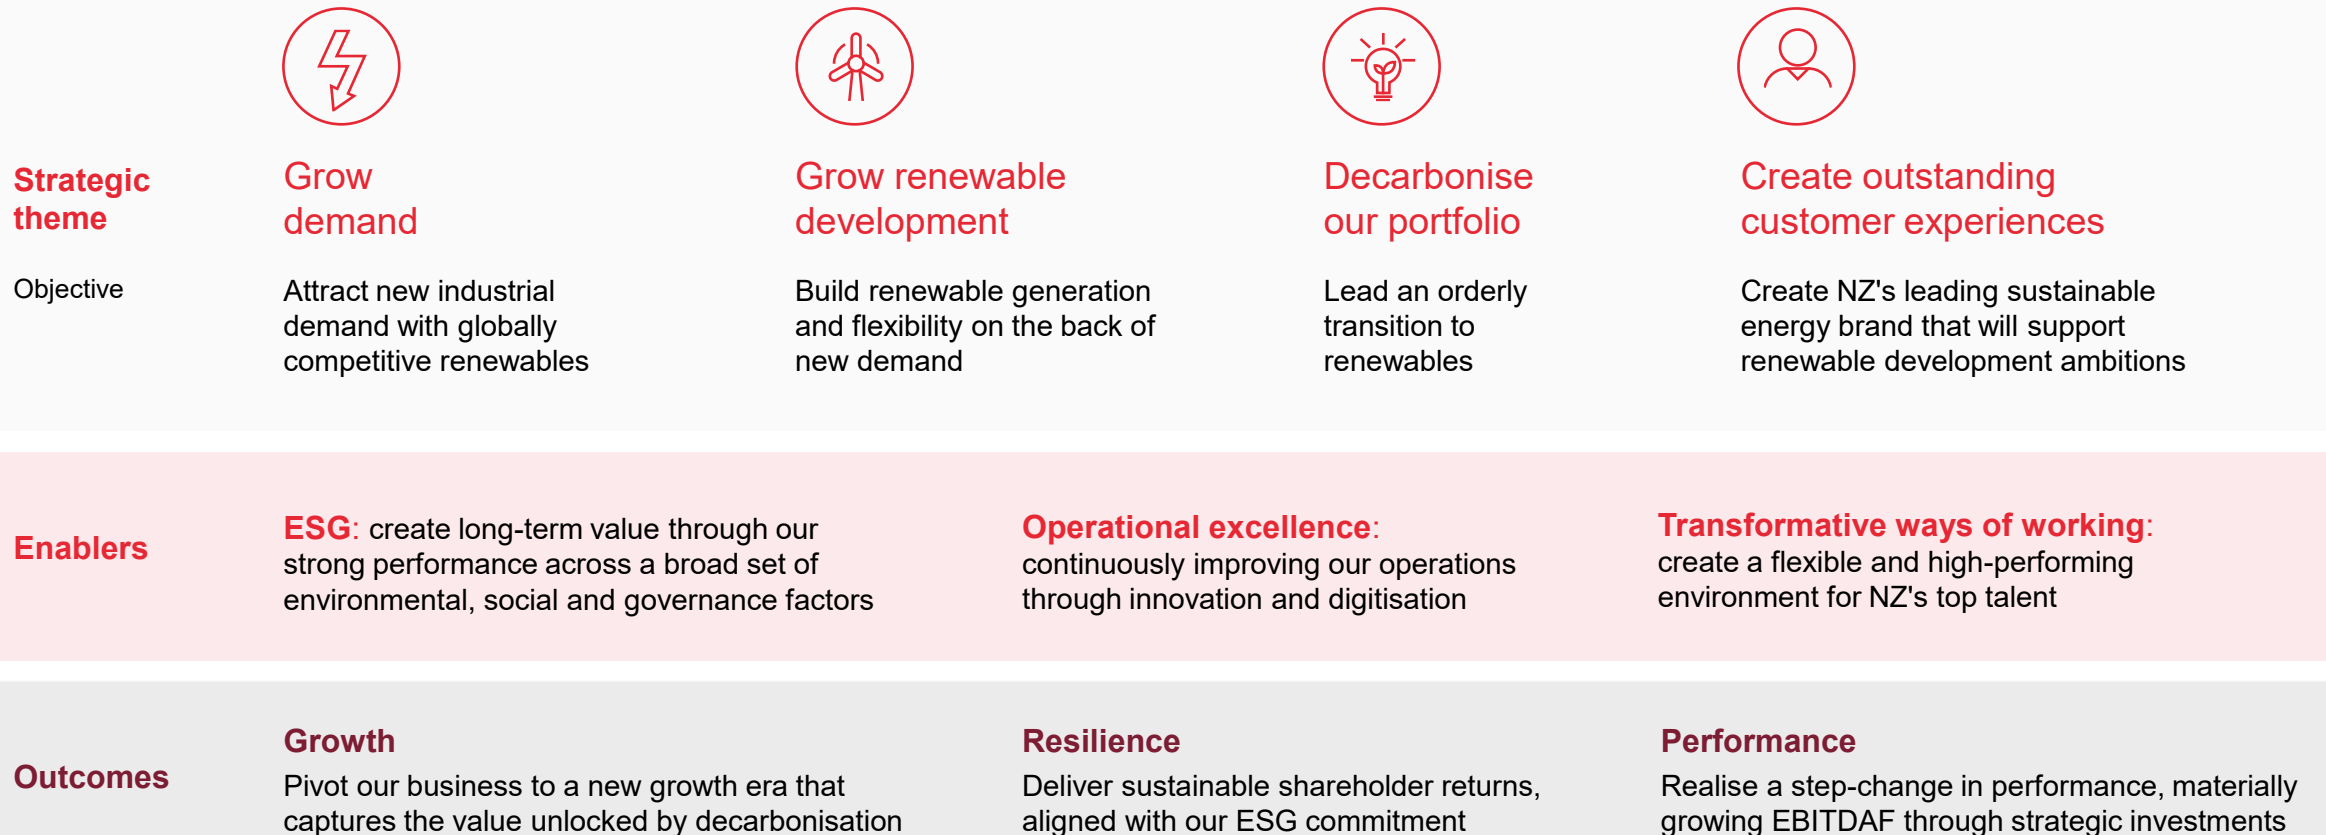 Strategic
theme
Grow
demand
Grow renewable
development
Decarbonise
our portfolio
Create outstanding
customer experiences
Objective
Attract new industrial
demand with globally
competitive renewables
Build renewable generation
and flexibility on the back of
new demand
Lead an orderly
transition to
renewables
Create NZ's leading sustainable
energy brand that will support
renewable development ambitions
Enablers
ESG: create long-term value through our
strong performance across a broad set of
environmental, social and governance factors
Operational excellence:
continuously improving our operations
through innovation and digitisation
Transformative ways of working:
create a flexible and high-performing
environment for NZ's top talent
Outcomes
Growth
Pivot our business to a new growth era that
captures the value unlocked by decarbonisation
Resilience
Deliver sustainable shareholder returns,
aligned with our ESG commitment
Performance
Realise a step-change in performance, materially
growing EBITDAF through strategic investments